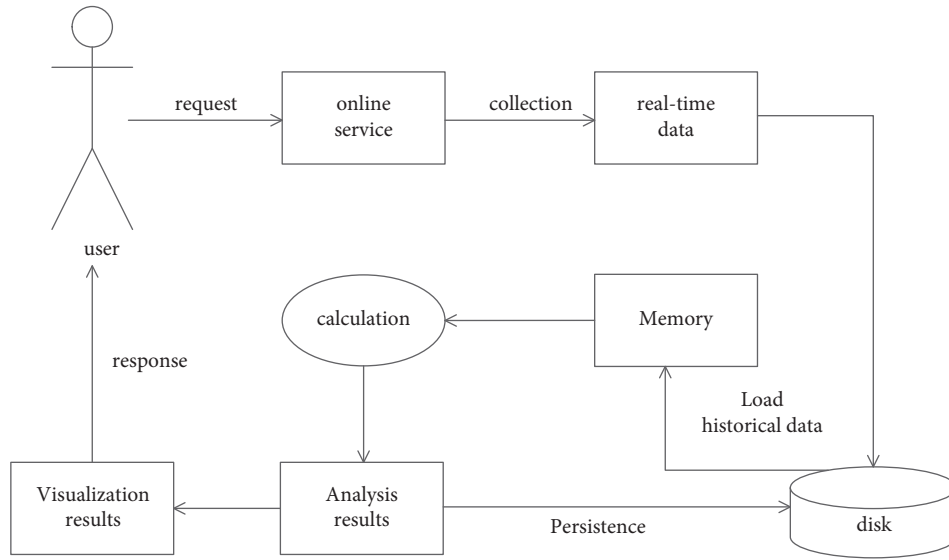 request
online
service
collection
real-time
data
user
calculation
Memory
response
Load
historical data
Visualization
results
Analysis
results
Persistence
disk